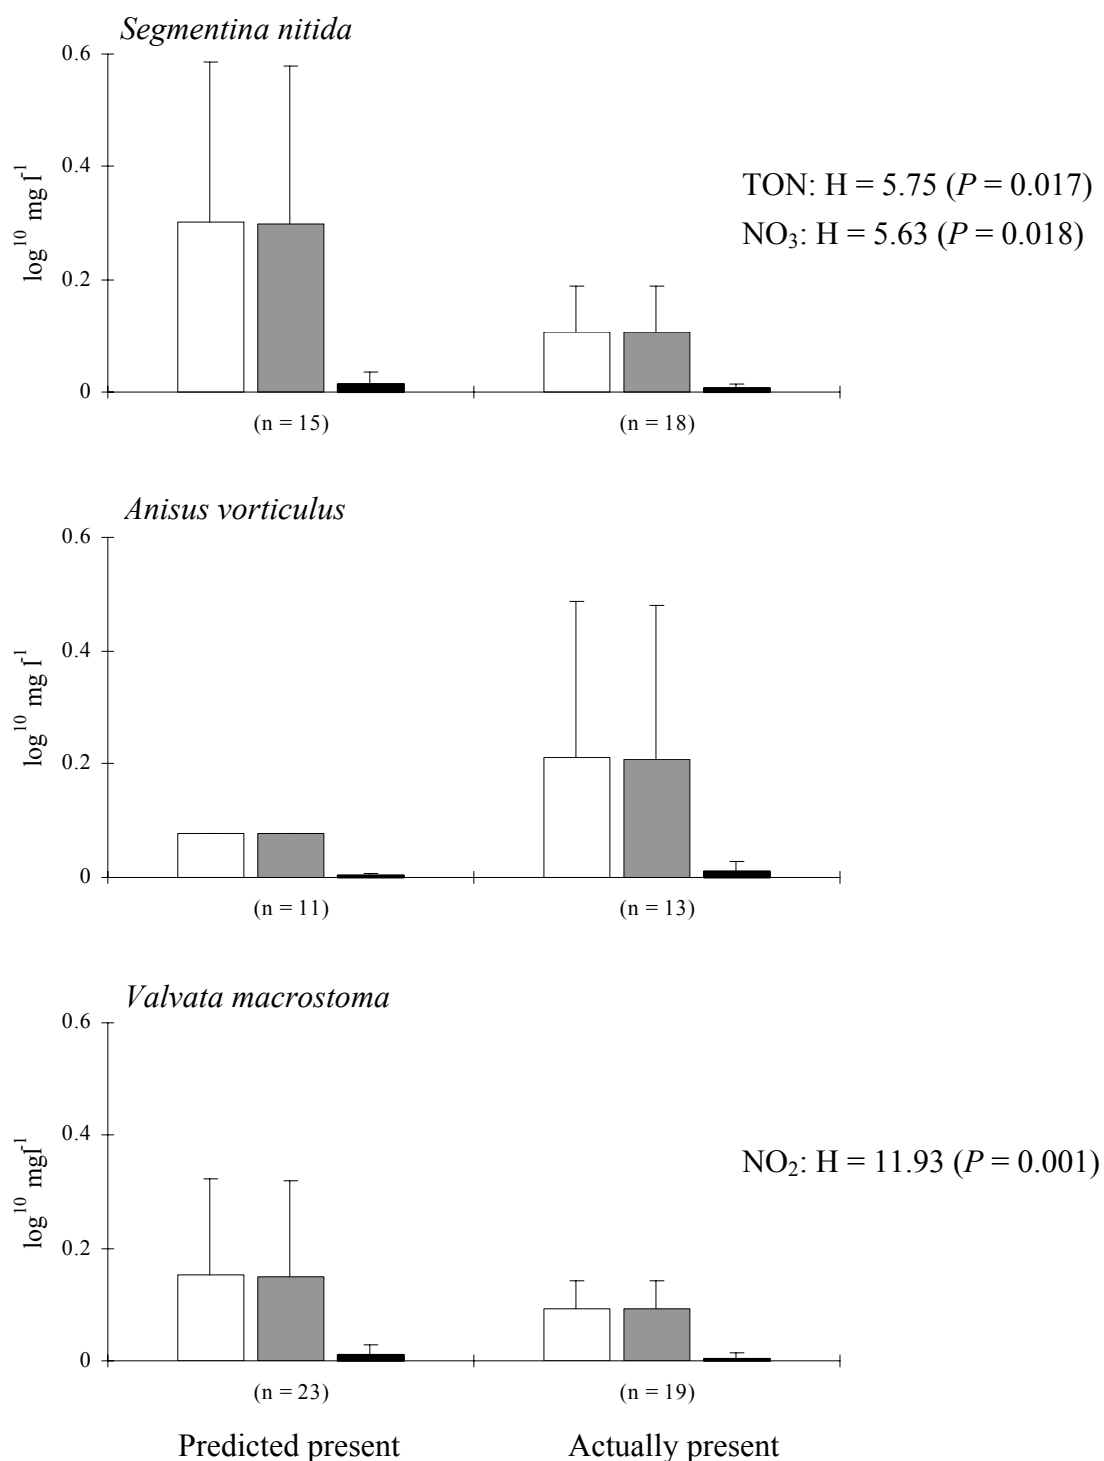 Segmentina nitida
0.6
0.4
0.2
0
log¹⁰ mg l⁻¹
TON: H = 5.75 (P = 0.017)
NO₃: H = 5.63 (P = 0.018)
(n = 15) (n = 18)
Anisus vorticulus
0.6
0.4
0.2
0
log¹⁰ mg l⁻¹
(n = 11) (n = 13)
Valvata macrostoma
0.6
0.4
0.2
0
log¹⁰ mgl⁻¹
NO₂: H = 11.93 (P = 0.001)
(n = 23) (n = 19)
Predicted present Actually present